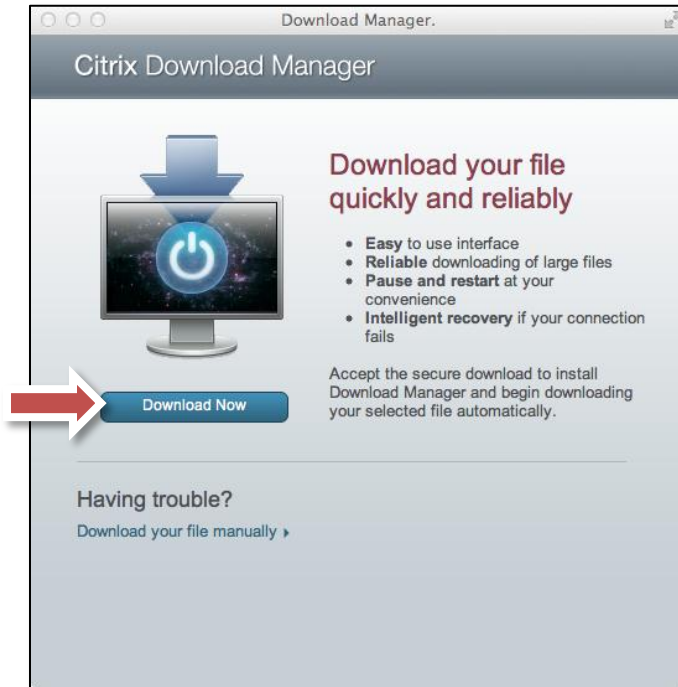 Download Manager.
Citrix Download Manager
Download your file
quickly and reliably
• Easy to use interface
• Reliable downloading of large files
• Pause and restart at your
convenience
• Intelligent recovery if your connection
fails
Accept the secure download to install
Download Manager and begin downloading
your selected file automatically.
Download Now
Having trouble?
Download your file manually